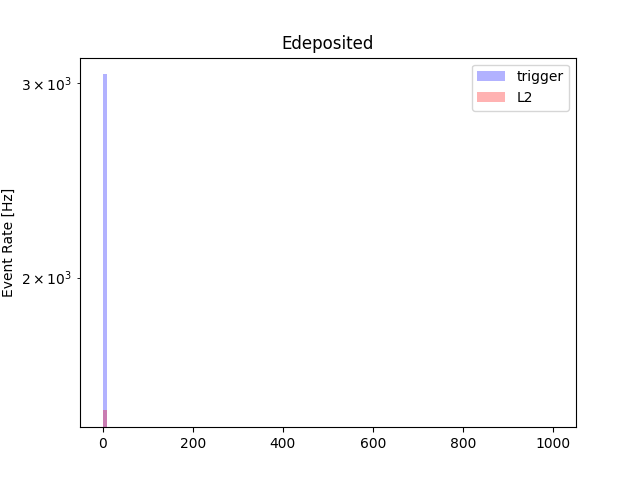 Edeposited
trigger
L2
Event Rate [Hz]
3 × 10³
2 × 10³
0 200 400 600 800 1000